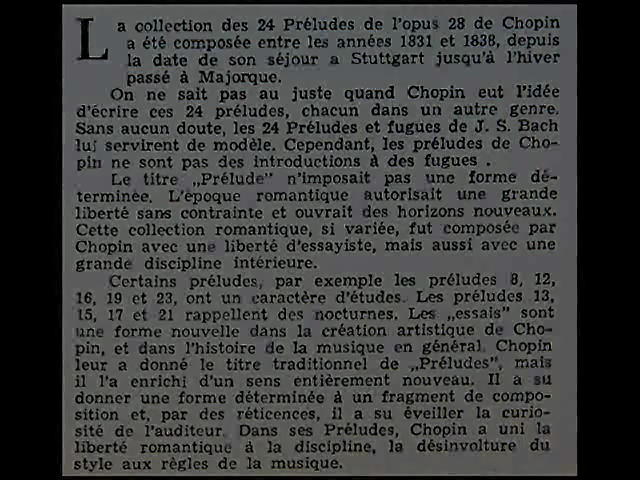 La collection des 24 Préludes de l'opus 28 de Chopin
a été composée entre les années 1831 et 1838, depuis
la date de son séjour a Stuttgart jusqu'à l'hiver
passé à Majorque.
On ne sait pas au juste quand Chopin eut l'idée
d'écrire ces 24 préludes, chacun dans un autre genre.
Sans aucun doute, les 24 Préludes et fugues de J. S. Bach
lui servirent de modèle. Cependant, les préludes de Cho-
pin ne sont pas des introductions à des fugues .
Le titre „Prélude” n'imposait pas une forme dé-
terminée. L'époque romantique autorisait une grande
liberté sans contrainte et ouvrait des horizons nouveaux.
Cette collection romantique, si variée, fut composée par
Chopin avec une liberté d'essayiste, mais aussi avec une
grande discipline intérieure.
Certains préludes, par exemple les préludes 8, 12,
16, 19 et 23, ont un caractère d'études. Les préludes 13,
15, 17 et 21 rappellent des nocturnes. Les „essais” sont
une forme nouvelle dans la création artistique de Cho-
pin, et dans l'histoire de la musique en général. Chopin
leur a donné le titre traditionnel de „Préludes”, mais
il l'a enrichi d'un sens entièrement nouveau. Il a su
donner une forme déterminée à un fragment de compo-
sition et, par des réticences, il a su éveiller la curio-
sité de l'auditeur. Dans ses Préludes, Chopin a uni la
liberté romantique à la discipline, la désinvolture du
style aux règles de la musique.